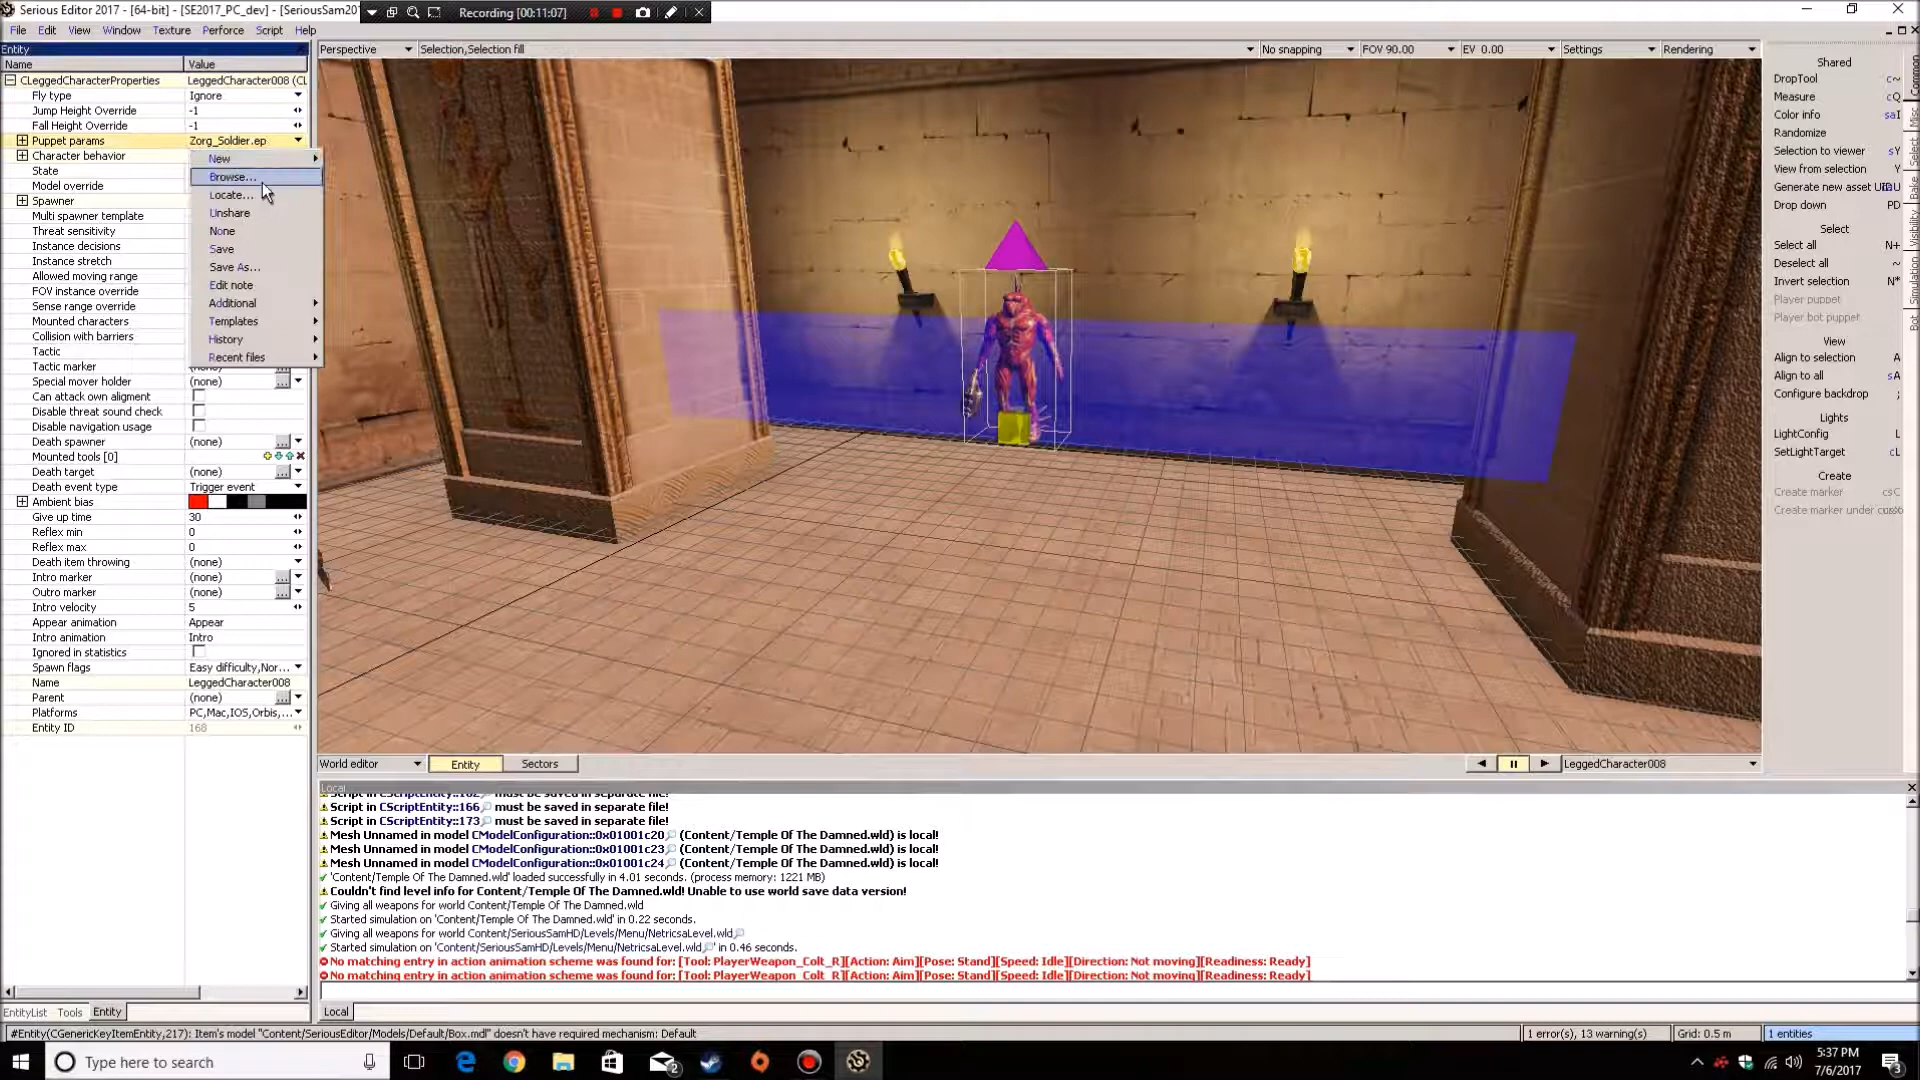 Serious Editor 2017 - [64-bit] - [SE2017_PC_dev] - [SeriousSam201
Recording [00:11:07]
File Edit View Window Texture Perforce Script Help
Entity
Name Value
CLeggedCharacterProperties LeggedCharacter008 (CL
Fly type Ignore
Jump Height Override -1
Fall Height Override -1
Puppet params Zorg_Soldier.ep
Character behavior
State
Model override
Spawner
Multi spawner template
Threat sensitivity
Instance decisions
Instance stretch
Allowed moving range
FOV instance override
Sense range override
Mounted characters
Collision with barriers
Tactic
Tactic marker
Special mover holder (none)
Can attack own aligment
Disable threat sound check
Disable navigation usage
Death spawner (none)
Mounted tools [0]
Death target (none)
Death event type Trigger event
Ambient bias
Give up time 30
Reflex min 0
Reflex max 0
Death item throwing (none)
Intro marker (none)
Outro marker (none)
Intro velocity 5
Appear animation Appear
Intro animation Intro
Ignored in statistics
Spawn flags Easy difficulty,Nor...
Name LeggedCharacter008
Parent (none)
Platforms PC,Mac,IOS,Orbis,...
Entity ID 168
New
Browse...
Locate...
Unshare
None
Save
Save As...
Edit note
Additional
Templates
History
Recent files
EntityList Tools Entity
Perspective Selection,Selection fill No snapping FOV 90.00 EV 0.00 Settings Rendering
World editor Entity Sectors LeggedCharacter008
Local
Script in CScriptEntity::166 must be saved in separate file!
Script in CScriptEntity::173 must be saved in separate file!
Mesh Unnamed in model CModelConfiguration::0x01001c20 (Content/Temple Of The Damned.wld) is local!
Mesh Unnamed in model CModelConfiguration::0x01001c23 (Content/Temple Of The Damned.wld) is local!
Mesh Unnamed in model CModelConfiguration::0x01001c24 (Content/Temple Of The Damned.wld) is local!
'Content/Temple Of The Damned.wld' loaded successfully in 4.01 seconds. (process memory: 1221 MB)
Couldn't find level info for Content/Temple Of The Damned.wld! Unable to use world save data version!
Giving all weapons for world Content/Temple Of The Damned.wld
Started simulation on 'Content/Temple Of The Damned.wld' in 0.22 seconds.
Giving all weapons for world Content/SeriousSamHD/Levels/Menu/NetricsaLevel.wld
Started simulation on 'Content/SeriousSamHD/Levels/Menu/NetricsaLevel.wld' in 0.46 seconds.
No matching entry in action animation scheme was found for: [Tool: PlayerWeapon_Colt_R][Action: Aim][Pose: Stand][Speed: Idle][Direction: Not moving][Readiness: Ready]
No matching entry in action animation scheme was found for: [Tool: PlayerWeapon_Colt_R][Action: Aim][Pose: Stand][Speed: Idle][Direction: Not moving][Readiness: Ready]
Local
Shared
DropTool c~
Measure cQ
Color info saI
Randomize
Selection to viewer sY
View from selection Y
Generate new asset
Drop down PD
Select
Select all N+
Deselect all ~
Invert selection N*
Player puppet
Player bot puppet
View
Align to selection A
Align to all sA
Configure backdrop ;
Lights
LightConfig L
SetLightTarget cL
Create
Create marker csC
Create marker under
Common
Misc
Select
Bake
Visibility
Simulation
Bot
#Entity(CGenericKeyItemEntity,217): Item's model "Content/SeriousEditor/Models/Default/Box.mdl" doesn't have required mechanism: Default
1 error(s), 13 warning(s) Grid: 0.5 m 1 entities
Type here to search
2
5:37 PM
7/6/2017
3